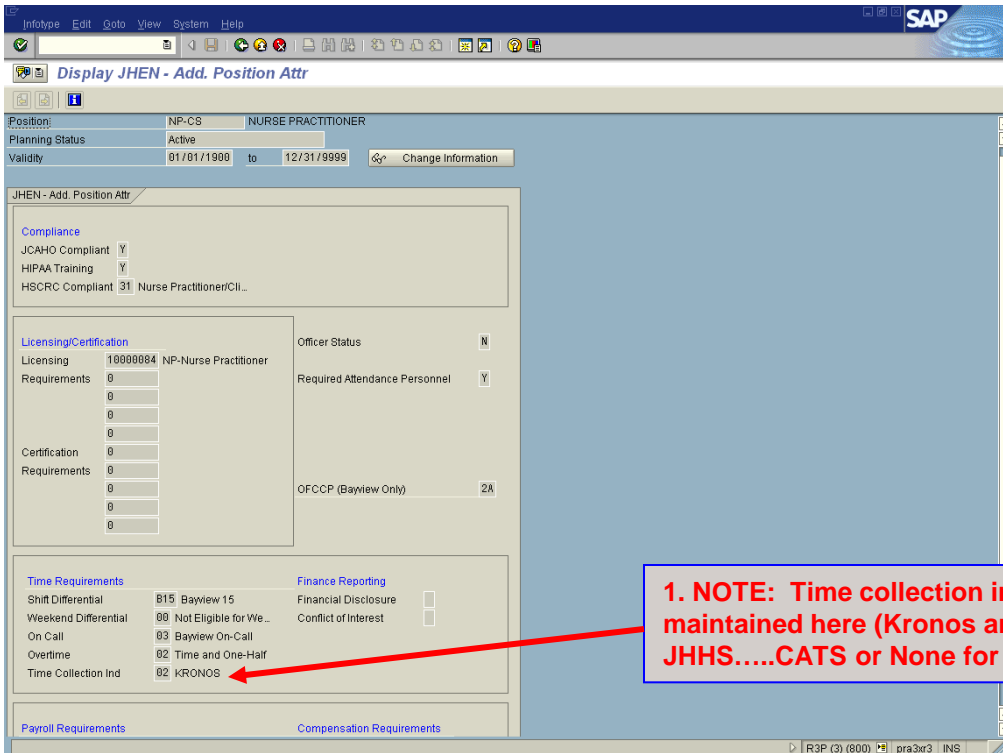 Infotype Edit Goto View System Help
SAP
Display JHEN - Add. Position Attr
Position NP-CS NURSE PRACTITIONER
Planning Status Active
Validity 01/01/1900 to 12/31/9999 Change Information
JHEN - Add. Position Attr
Compliance
JCAHO Compliant Y
HIPAA Training Y
HSCRC Compliant 31 Nurse Practitioner/Cli...
Licensing/Certification Officer Status N
Licensing 10000084 NP-Nurse Practitioner
Requirements 0 Required Attendance Personnel Y
0
0
0
Certification 0
Requirements 0
0 OFCCP (Bayview Only) 2A
0
0
Time Requirements Finance Reporting
Shift Differential B15 Bayview 15 Financial Disclosure
Weekend Differential 00 Not Eligible for We... Conflict of Interest
On Call 03 Bayview On-Call
Overtime 02 Time and One-Half
Time Collection Ind 02 KRONOS
1. NOTE: Time collection
maintained here (Kronos
JHHS.....CATS or None for
Payroll Requirements Compensation Requirements
R3P (3) (800) pra3xr3 INS